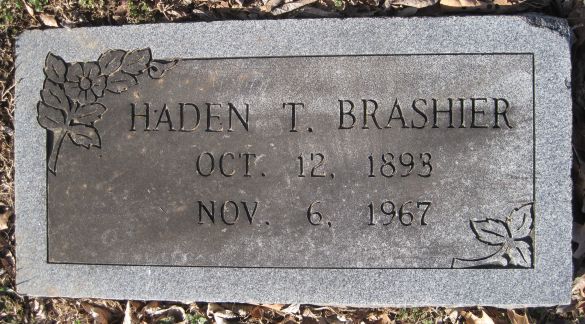 HADEN T. BRASHIER
OCT. 12, 1893
NOV. 6, 1967